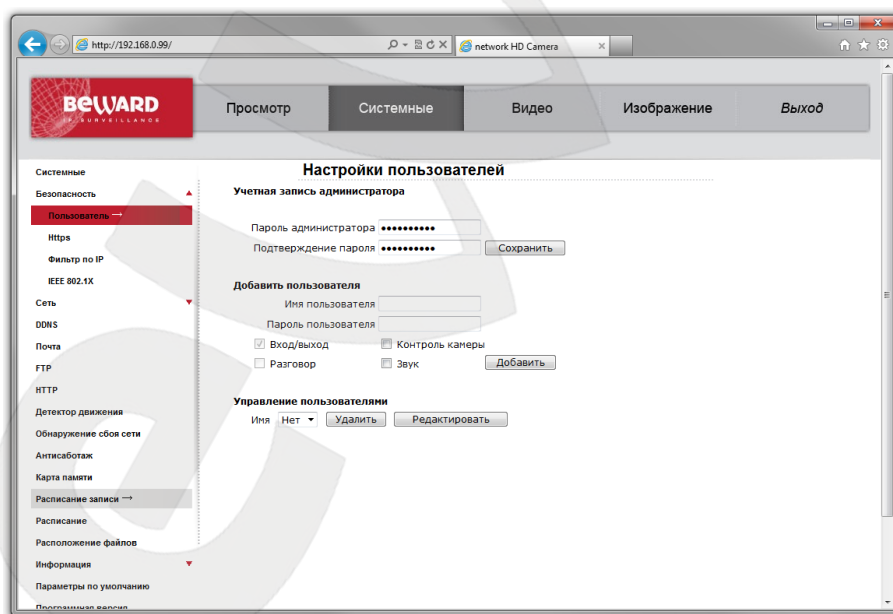 http://192.168.0.99/
network HD Camera
BEWARD
IP SURVEILLANCE
Просмотр
Системные
Видео
Изображение
Выход
Системные
Безопасность
Пользователь →
Https
Фильтр по IP
IEEE 802.1X
Сеть
DDNS
Почта
FTP
HTTP
Детектор движения
Обнаружение сбоя сети
Антисаботаж
Карта памяти
Расписание записи →
Расписание
Расположение файлов
Информация
Параметры по умолчанию
Программная версия
Настройки пользователей
Учетная запись администратора
Пароль администратора ••••••••••
Подтверждение пароля •••••••••• Сохранить
Добавить пользователя
Имя пользователя
Пароль пользователя
Вход/выход Контроль камеры
Разговор Звук Добавить
Управление пользователями
Имя Нет Удалить Редактировать